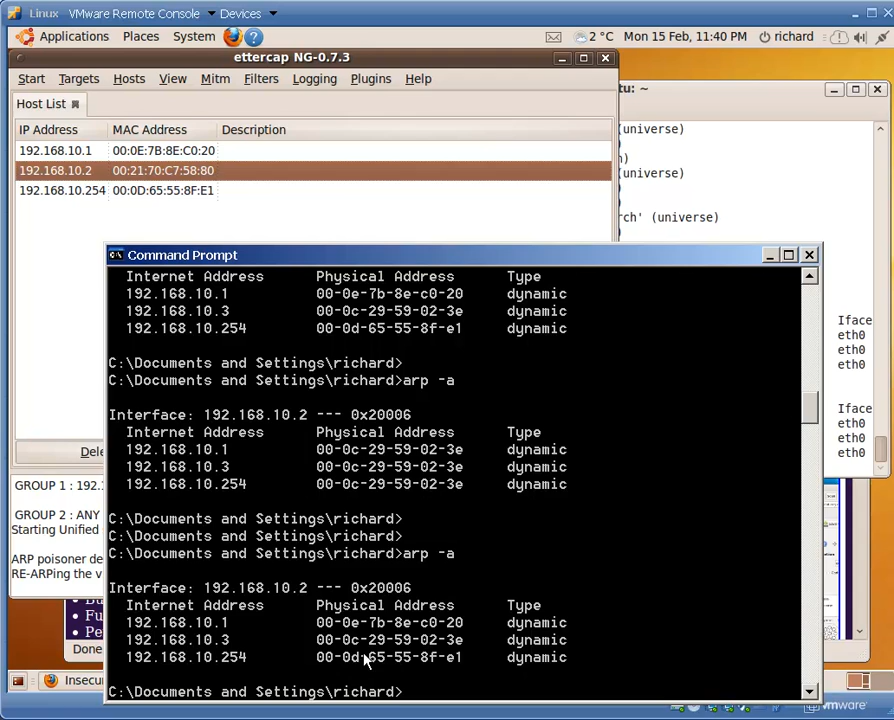 Linux VMware Remote Console Devices
Applications Places System 2 °C Mon 15 Feb, 11:40 PM richard
ettercap NG-0.7.3
Start Targets Hosts View Mitm Filters Logging Plugins Help
tu: ~
Host List
IP Address MAC Address Description
192.168.10.1 00:0E:7B:8E:C0:20
192.168.10.2 00:21:70:C7:58:80
192.168.10.254 00:0D:65:55:8F:E1
(universe)
)
n)
(universe)
)
rch' (universe)
)
Iface
eth0
eth0
eth0
Iface
eth0
eth0
eth0
Command Prompt
Internet Address Physical Address Type
192.168.10.1 00-0e-7b-8e-c0-20 dynamic
192.168.10.3 00-0c-29-59-02-3e dynamic
192.168.10.254 00-0d-65-55-8f-e1 dynamic
C:\Documents and Settings\richard>
C:\Documents and Settings\richard>arp -a
Interface: 192.168.10.2 --- 0x20006
Internet Address Physical Address Type
192.168.10.1 00-0c-29-59-02-3e dynamic
192.168.10.3 00-0c-29-59-02-3e dynamic
192.168.10.254 00-0c-29-59-02-3e dynamic
C:\Documents and Settings\richard>
C:\Documents and Settings\richard>
C:\Documents and Settings\richard>arp -a
Interface: 192.168.10.2 --- 0x20006
Internet Address Physical Address Type
192.168.10.1 00-0e-7b-8e-c0-20 dynamic
192.168.10.3 00-0c-29-59-02-3e dynamic
192.168.10.254 00-0d-65-55-8f-e1 dynamic
C:\Documents and Settings\richard>
Dele
GROUP 1 : 192.
GROUP 2 : ANY
Starting Unified
ARP poisoner de
RE-ARPing the v
Fu
Pe
Done
Insecur
vmware